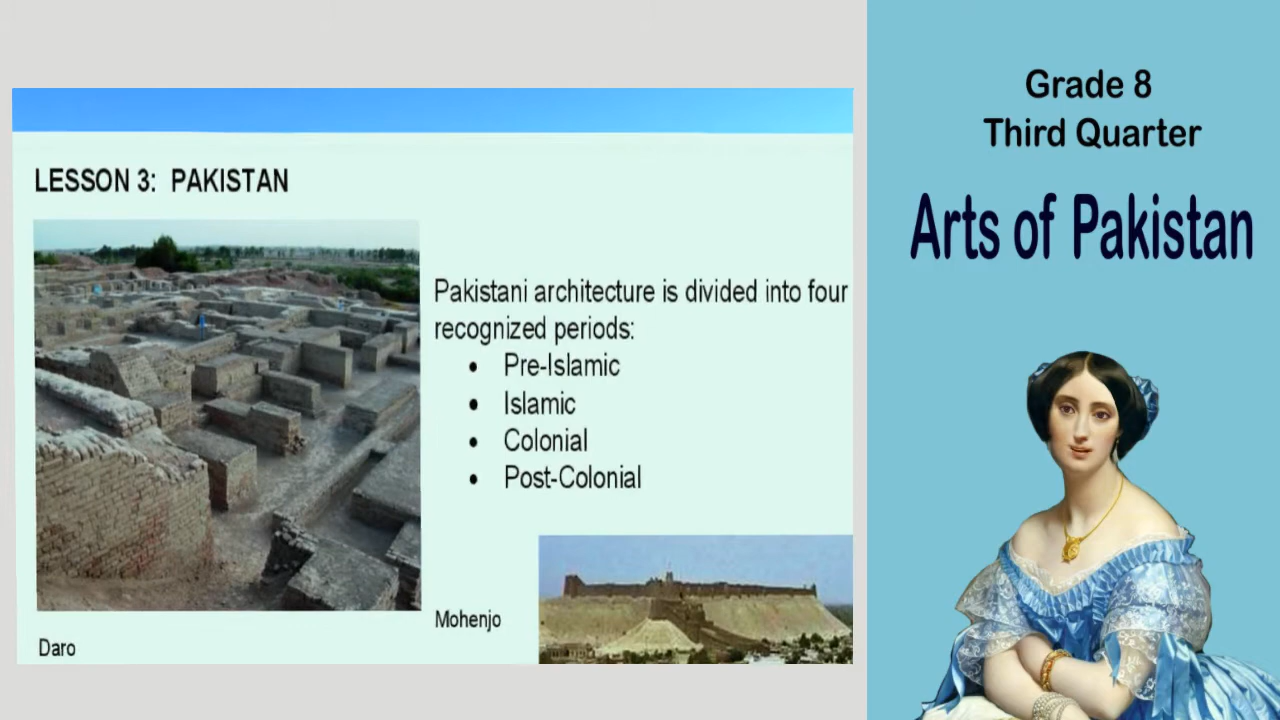 LESSON 3: PAKISTAN
Pakistani architecture is divided into four
recognized periods:
• Pre-Islamic
• Islamic
• Colonial
• Post-Colonial
Mohenjo
Daro
Grade 8
Third Quarter
Arts of Pakistan